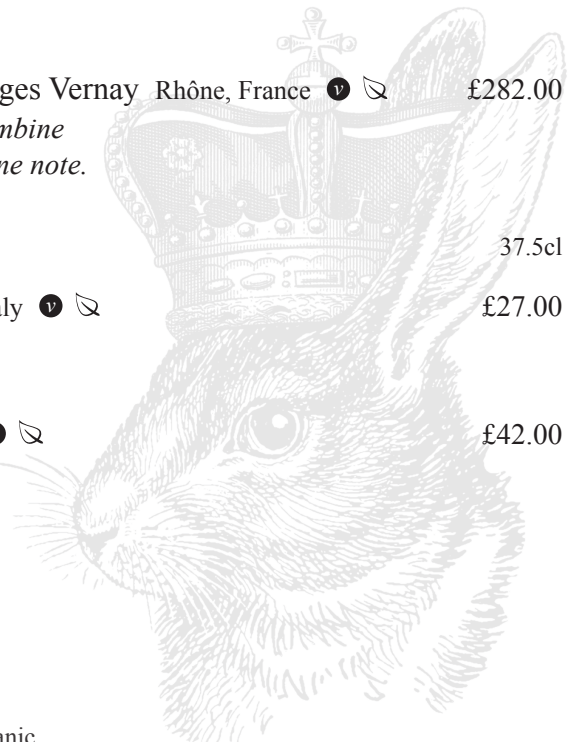 ges Vernay Rhône, France v £282.00
mbine
ne note.
37.5cl
ly v £27.00
£42.00
anic